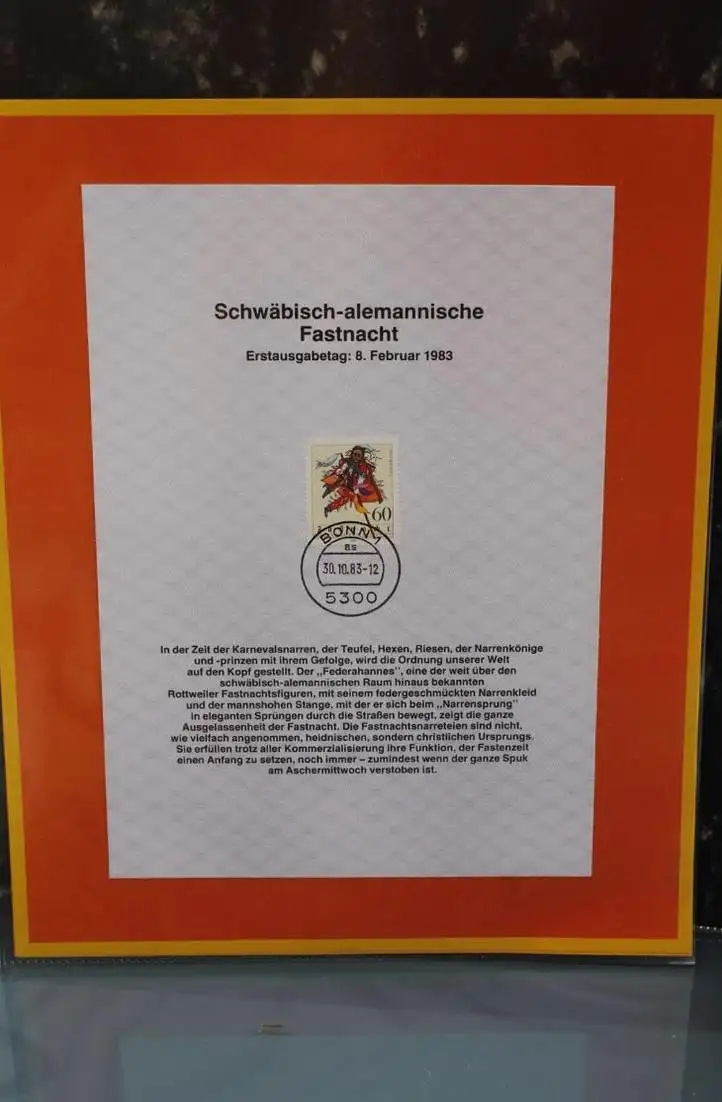 Schwäbisch-alemannische
Fastnacht
Erstausgabetag: 8. Februar 1983
60
BONN 1
as
30.10.83-12
5300
In der Zeit der Karnevalsnarren, der Teufel, Hexen, Riesen, der Narrenkönige
und -prinzen mit ihrem Gefolge, wird die Ordnung unserer Welt
auf den Kopf gestellt. Der „Federahannes", eine der weit über den
schwäbisch-alemannischen Raum hinaus bekannten
Rottweiler Fastnachtsfiguren, mit seinem federgeschmückten Narrenkleid
und der mannshohen Stange, mit der er sich beim „Narrensprung"
in eleganten Sprüngen durch die Straßen bewegt, zeigt die ganze
Ausgelassenheit der Fastnacht. Die Fastnachtsnarreteien sind nicht,
wie vielfach angenommen, heidnischen, sondern christlichen Ursprungs.
Sie erfüllen trotz aller Kommerzialisierung ihre Funktion, der Fastenzeit
einen Anfang zu setzen, noch immer – zumindest wenn der ganze Spuk
am Aschermittwoch verstoben ist.